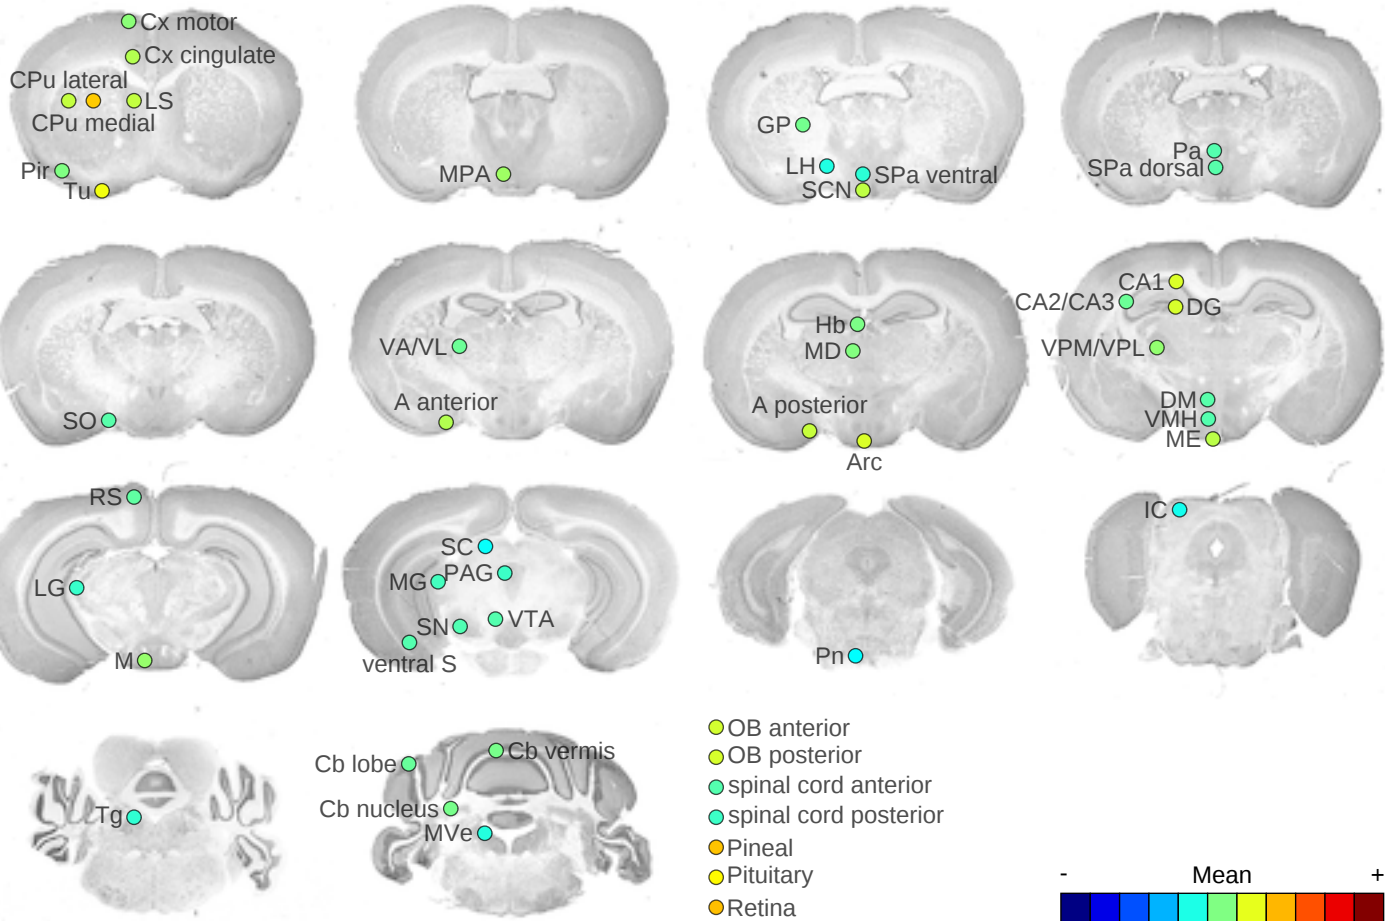 Cx motor
Cx cingulate
CPu lateral
LS
CPu medial
Pir
Tu
MPA
GP
LH
SPa ventral
SCN
Pa
SPa dorsal
SO
VA/VL
A anterior
Hb
MD
A posterior
Arc
CA1
CA2/CA3
DG
VPM/VPL
DM
VMH
ME
RS
LG
M
SC
MG
PAG
SN
VTA
ventral S
Pn
IC
Tg
Cb lobe
Cb vermis
Cb nucleus
MVe
OB anterior
OB posterior
spinal cord anterior
spinal cord posterior
Pineal
Pituitary
Retina
- Mean +